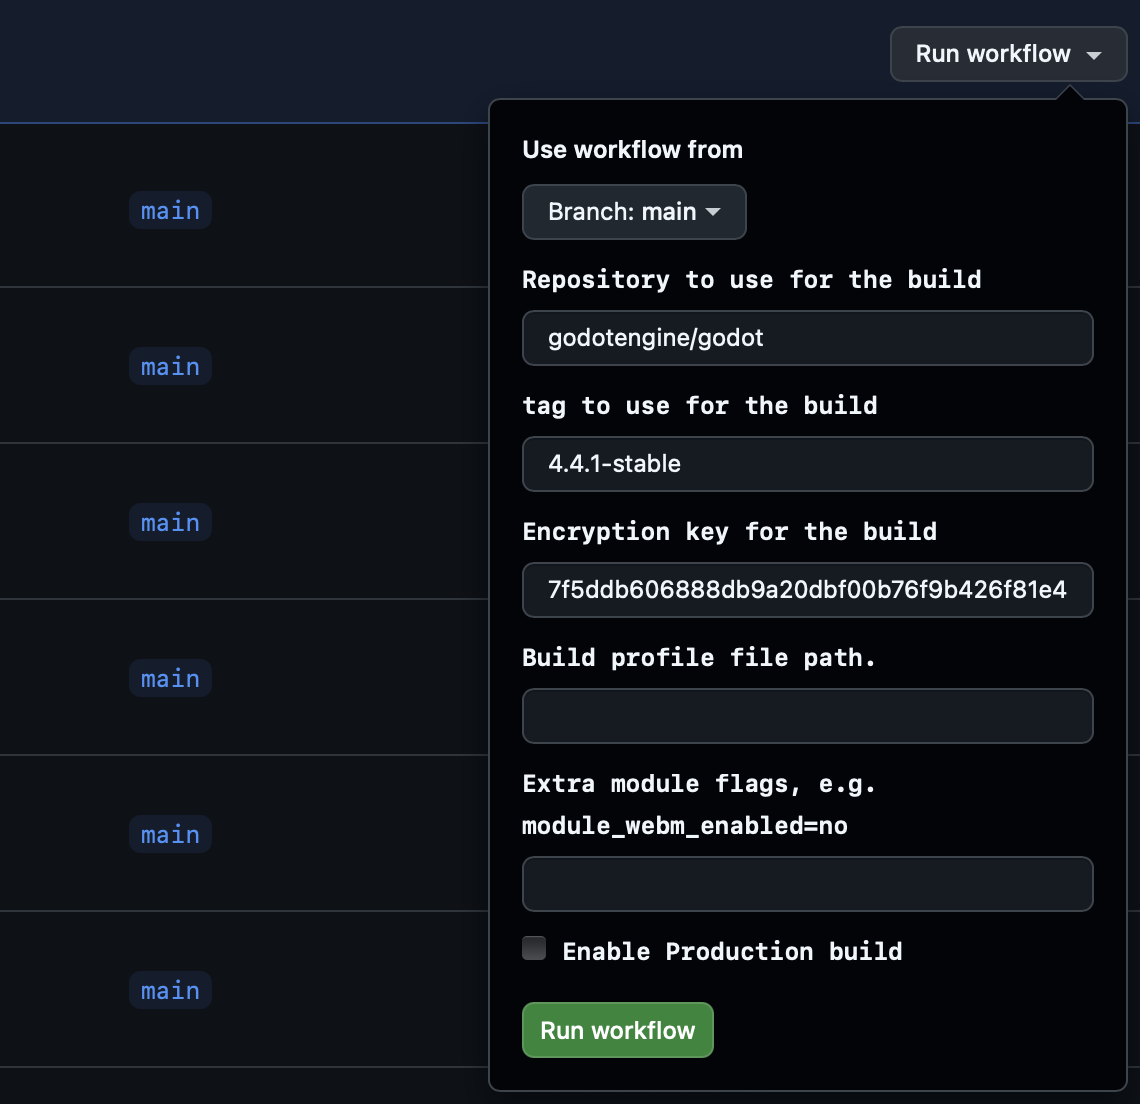 Run workflow
Use workflow from
main
Branch: main
Repository to use for the build
godotengine/godot
main
tag to use for the build
4.4.1-stable
main
Encryption key for the build
7f5ddb606888db9a20dbf00b76f9b426f81e4
Build profile file path.
main
Extra module flags, e.g.
module_webm_enabled=no
main
Enable Production build
main
Run workflow